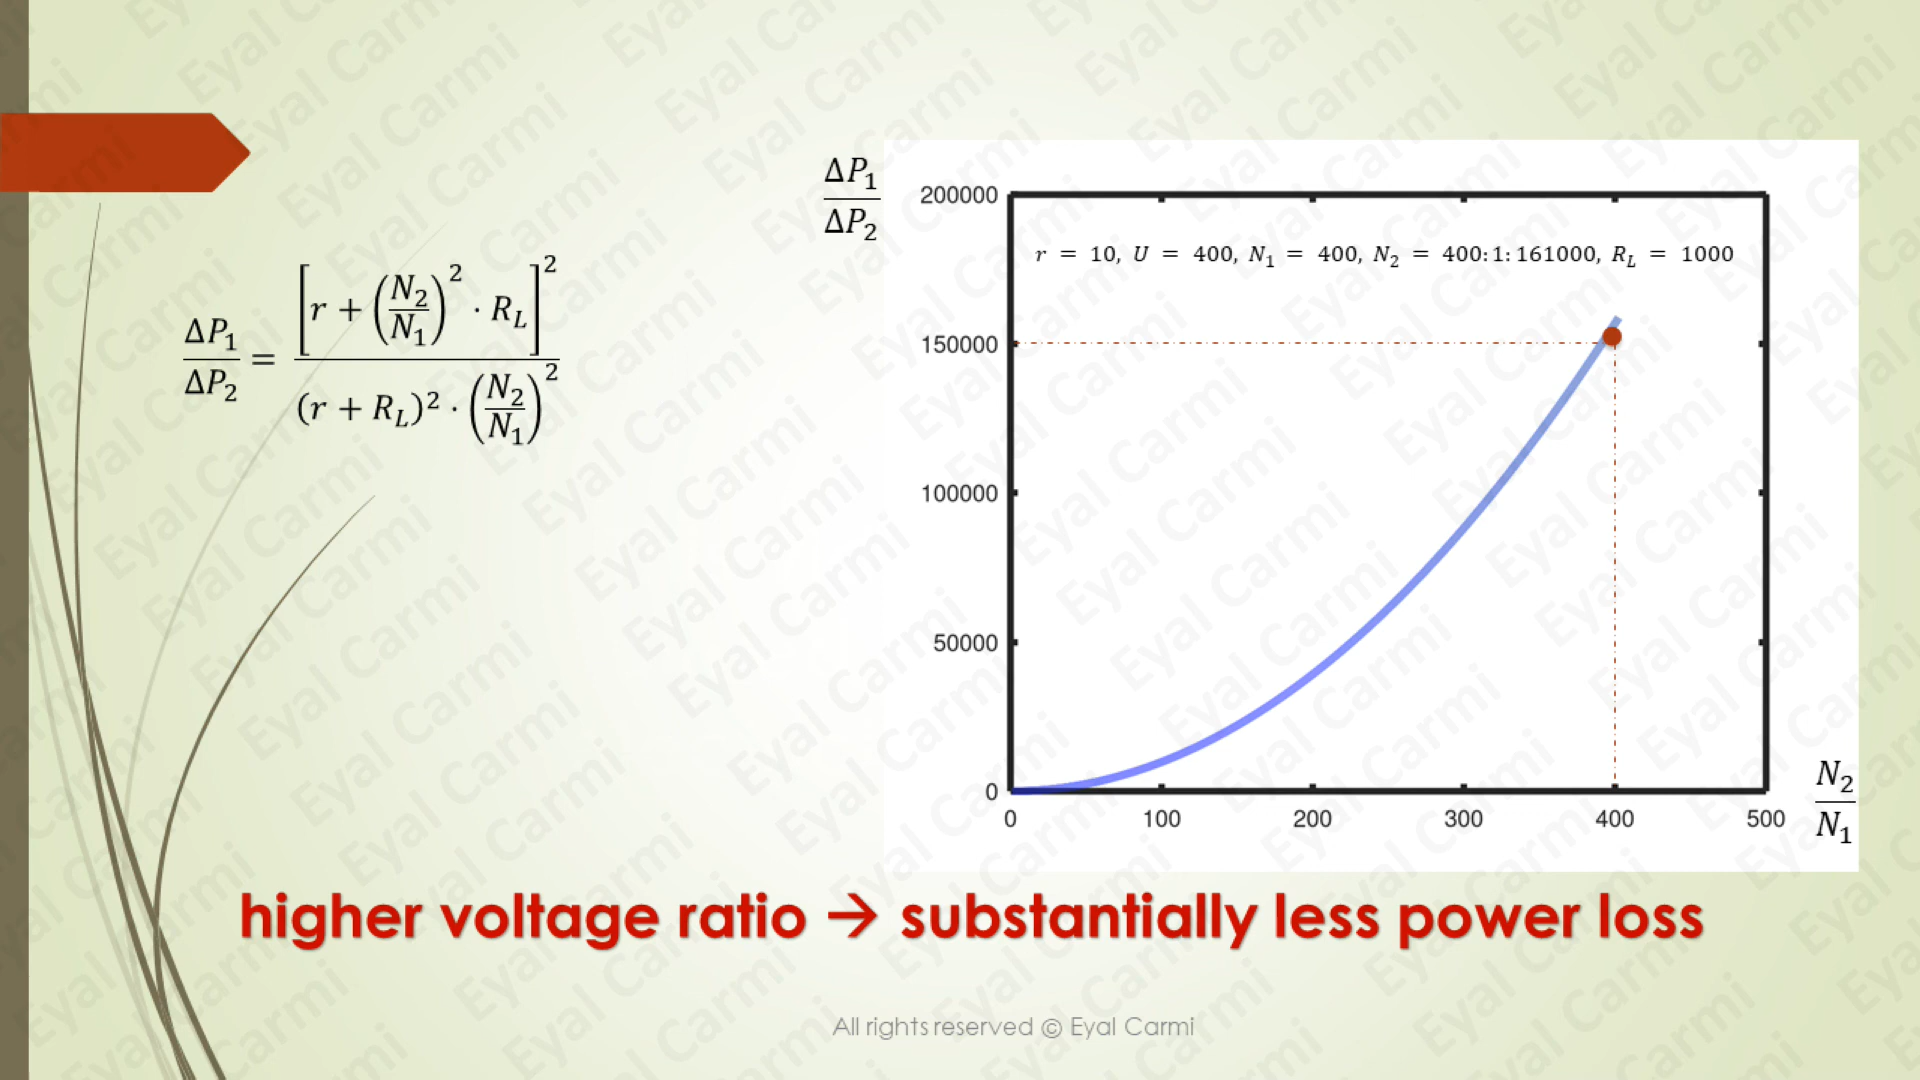 ΔP₁/ΔP₂ = [r + (N₂/N₁)² · R_L]² / (r + R_L)² · (N₂/N₁)²
ΔP₁/ΔP₂
r = 10, U = 400, N₁ = 400, N₂ = 400:1:161000, R_L = 1000
200000
150000
100000
50000
0
0 100 200 300 400 500
N₂/N₁
higher voltage ratio → substantially less power loss
All rights reserved © Eyal Carmi
Eyal Carmi